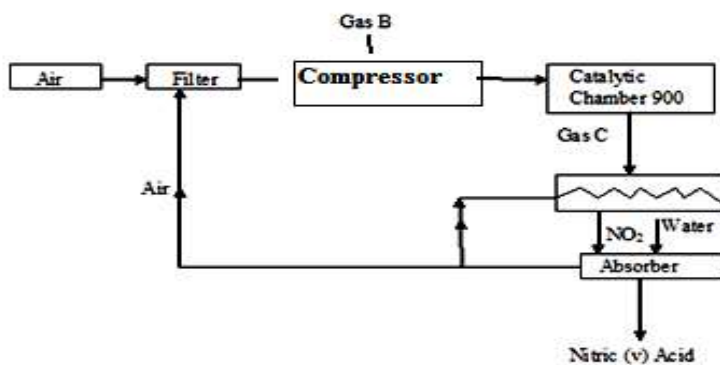 Gas B
Air
Filter
Compressor
Catalytic
Chamber 900
Gas C
Air
NO₂
Water
Absorber
Nitric (v) Acid